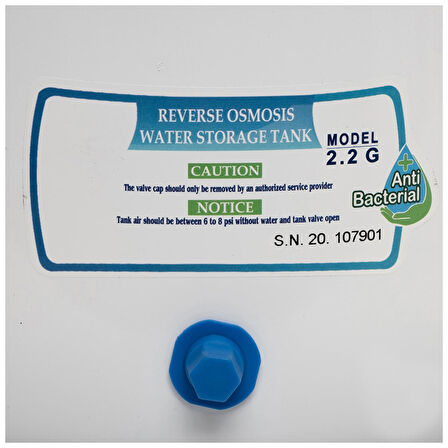 REVERSE OSMOSIS
WATER STORAGE TANK
MODEL
2.2 G
CAUTION
The valve cap should only be removed by an authorized service provider
NOTICE
Tank air should be between 6 to 8 psi without water and tank valve open
Anti
Bacterial
S.N. 20. 107901